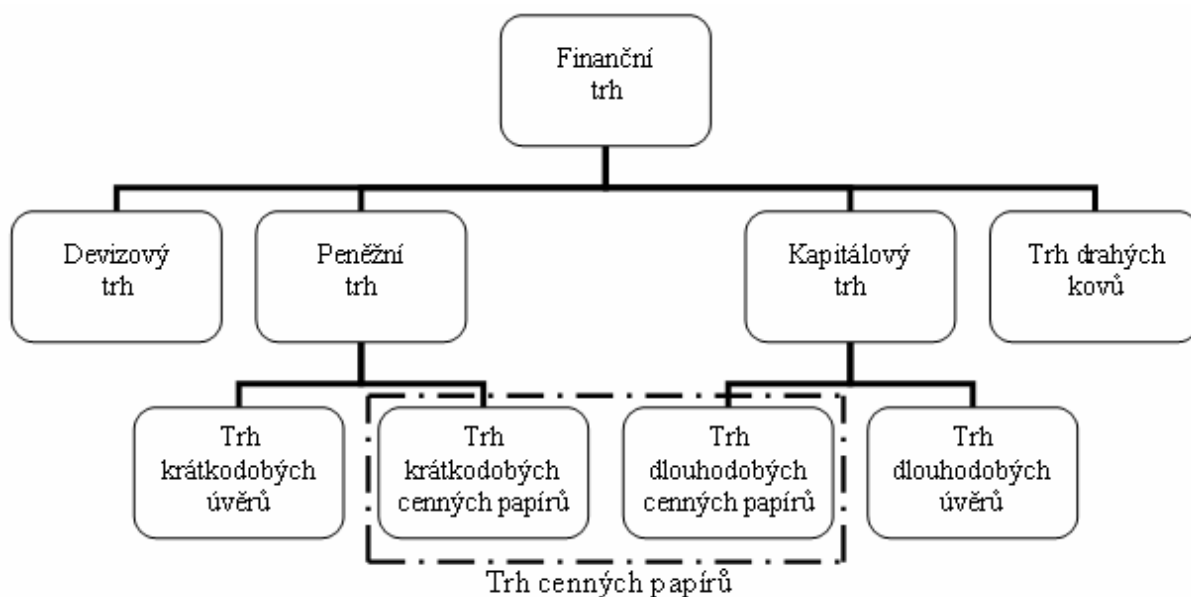 Finanční
trh
Devizový
trh
Peněžní
trh
Kapitálový
trh
Trh drahých
kovů
Trh
krátkodobých
úvěrů
Trh
krátkodobých
cenných papírů
Trh
dlouhodobých
cenných papírů
Trh
dlouhodobých
úvěrů
Trh cenných papírů